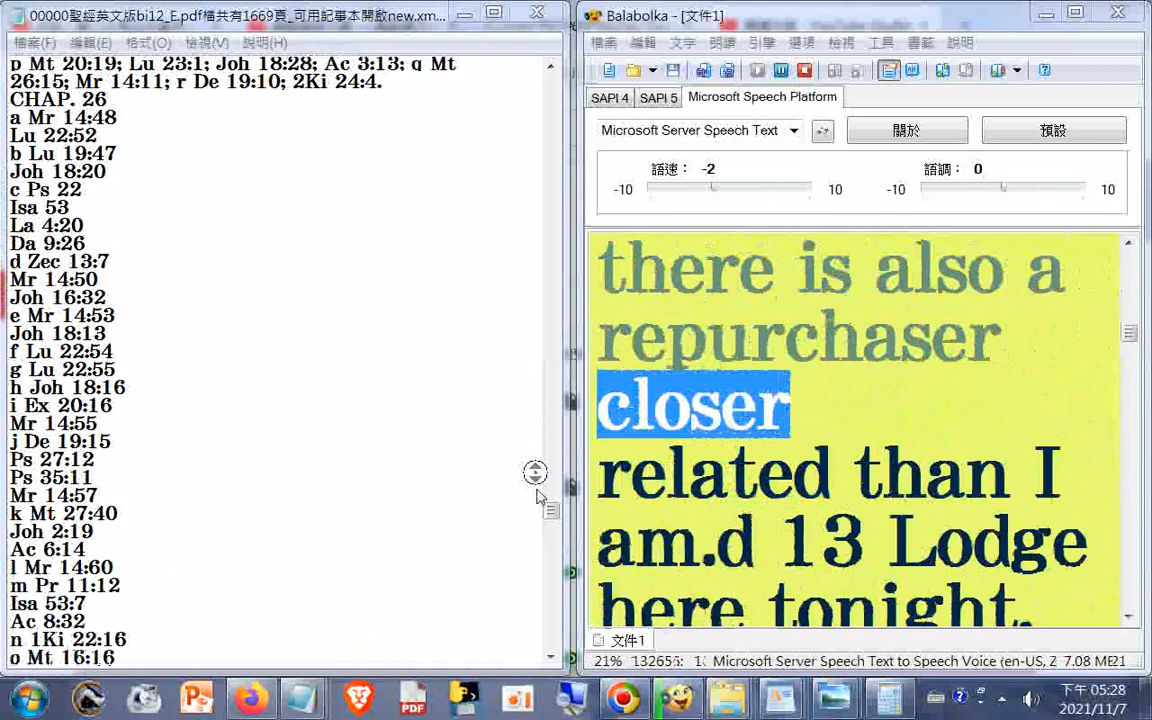 00000聖經英文版bi12_E.pdf檔共有1669頁_可用記事本開啟new.xm...
檔案(F) 編輯(E) 格式(O) 檢視(V) 說明(H)
p Mt 20:19; Lu 23:1; Joh 18:28; Ac 3:13; q Mt
26:15; Mr 14:11; r De 19:10; 2Ki 24:4.
CHAP. 26
a Mr 14:48
Lu 22:52
b Lu 19:47
Joh 18:20
c Ps 22
Isa 53
La 4:20
Da 9:26
d Zec 13:7
Mr 14:50
Joh 16:32
e Mr 14:53
Joh 18:13
f Lu 22:54
g Lu 22:55
h Joh 18:16
i Ex 20:16
Mr 14:55
j De 19:15
Ps 27:12
Ps 35:11
Mr 14:57
k Mt 27:40
Joh 2:19
Ac 6:14
l Mr 14:60
m Pr 11:12
Isa 53:7
Ac 8:32
n 1Ki 22:16
o Mt 16:16
Balabolka - [文件1]
檔案 編輯 文字 朗讀 引擎 選項 檢視 工具 書籤 說明
SAPI 4 SAPI 5 Microsoft Speech Platform
Microsoft Server Speech Text 關於 預設
語速： -2 語調： 0
-10 10 -10 10
there is also a
repurchaser
closer
related than I
am.d 13 Lodge
here tonight.
文件1
21% Microsoft Server Speech Text to Speech Voice (en-US, Z 7.08 ME
PDF
下午 05:28
2021/11/7